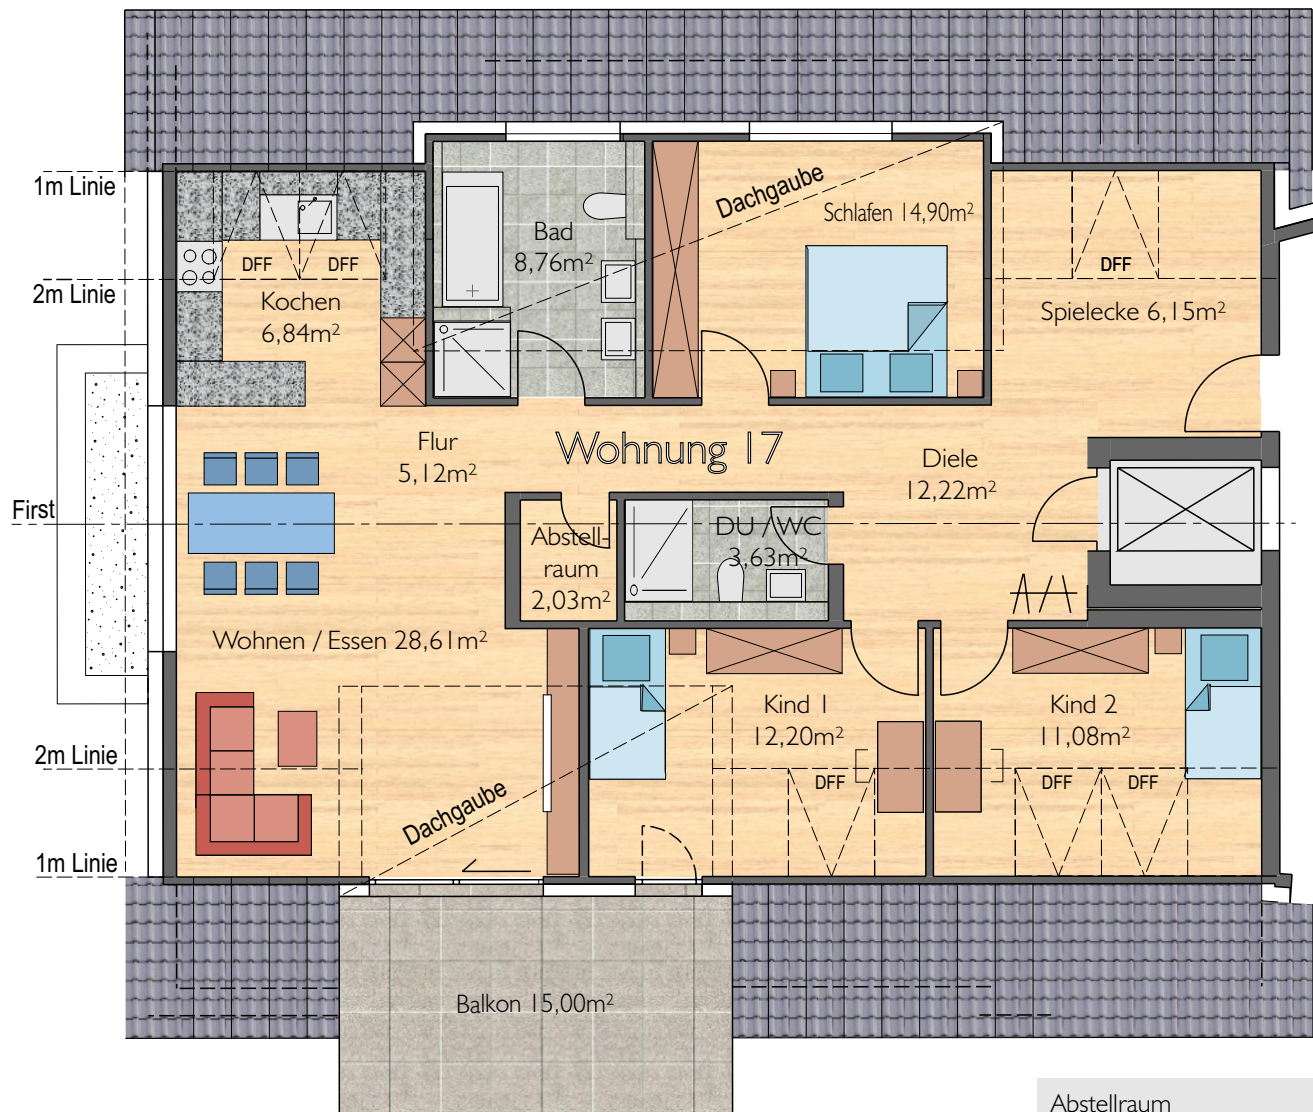 1m Linie
2m Linie
DFF
DFF
Kochen
6,84m²
Bad
8,76m²
Dachgaube
Schlafen 14,90m²
DFF
Spielecke 6,15m²
Flur
5,12m²
Wohnung 17
Diele
12,22m²
First
Abstell-
raum
2,03m²
DU / WC
3,63m²
Wohnen / Essen 28,61m²
Kind 1
12,20m²
Kind 2
11,08m²
2m Linie
DFF
DFF
DFF
Dachgaube
1m Linie
Balkon 15,00m²
Abstellraum